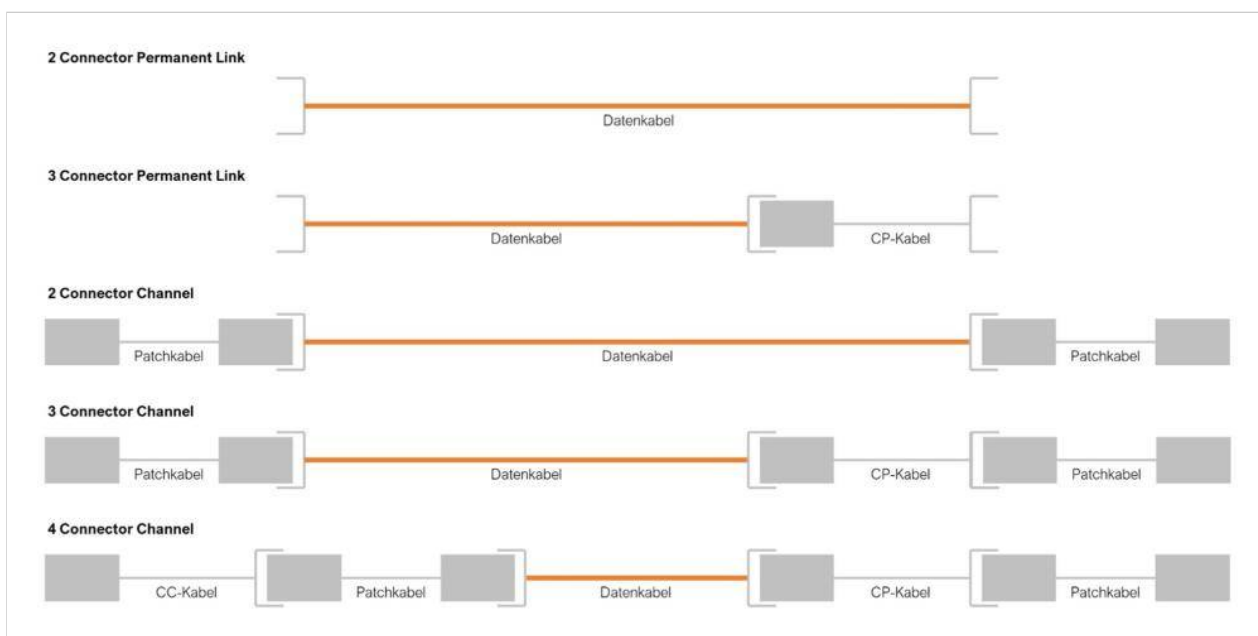 2 Connector Permanent Link
Datenkabel
3 Connector Permanent Link
Datenkabel CP-Kabel
2 Connector Channel
Patchkabel Datenkabel Patchkabel
3 Connector Channel
Patchkabel Datenkabel CP-Kabel Patchkabel
4 Connector Channel
CC-Kabel Patchkabel Datenkabel CP-Kabel Patchkabel